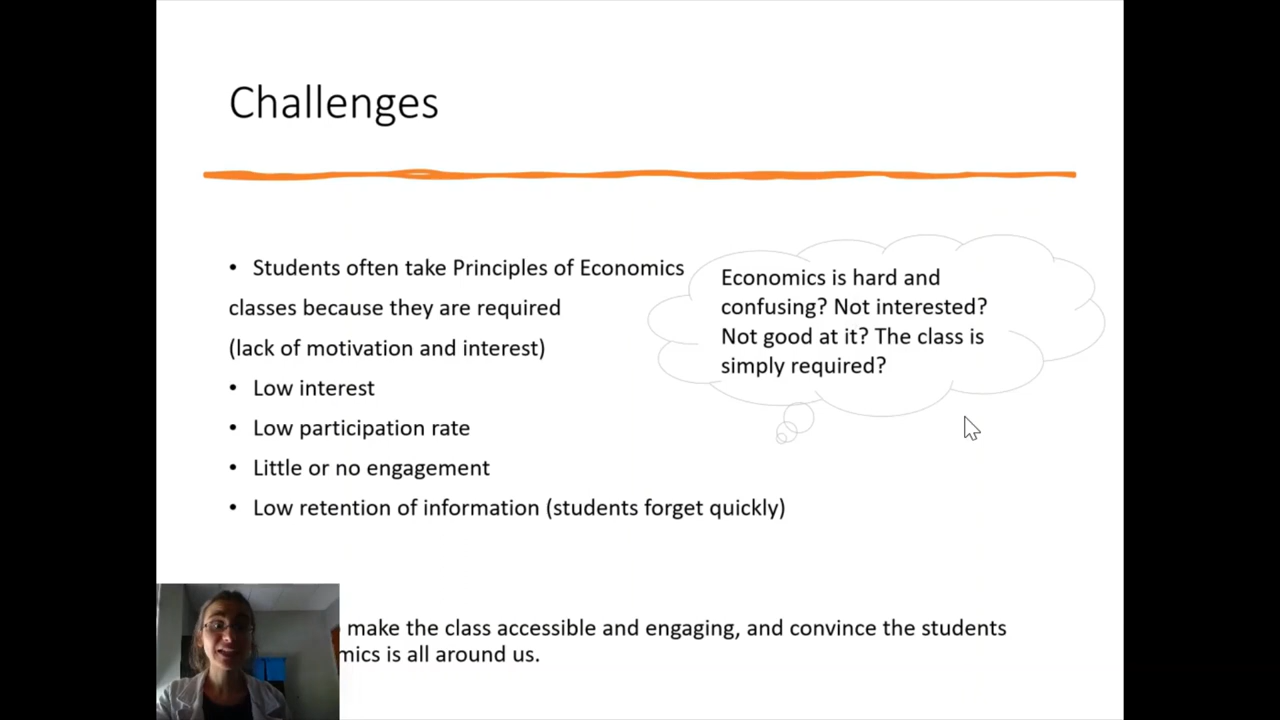 Challenges
• Students often take Principles of Economics
classes because they are required
(lack of motivation and interest)
• Low interest
• Low participation rate
• Little or no engagement
• Low retention of information (students forget quickly)
Economics is hard and
confusing? Not interested?
Not good at it? The class is
simply required?
make the class accessible and engaging, and convince the students
mics is all around us.